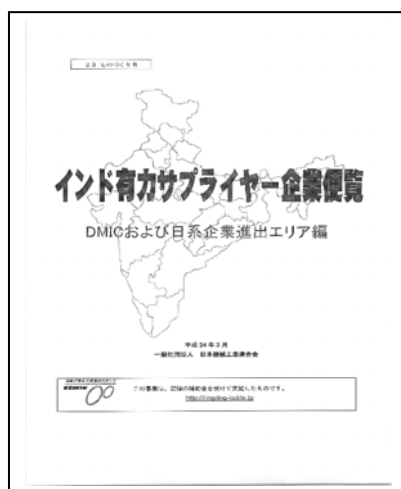 23 ものづくり 9
インド有力サプライヤー企業便覧
DMICおよび日系企業進出エリア編
平成24年3月
一般社団法人 日本機械工業連合会
この事業は、競輪の補助金を受けて実施したものです。
http://ringring-keirin.jp